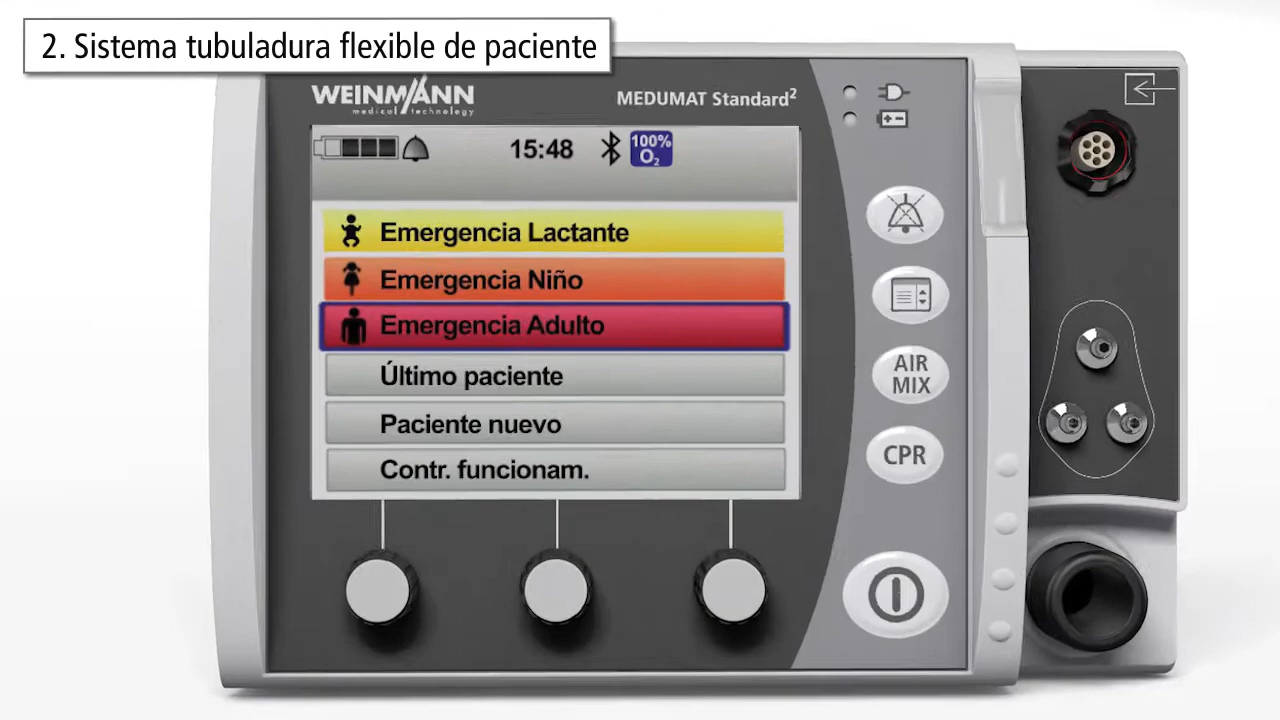 2. Sistema tubuladura flexible de paciente
WEINMANN
medical technology
MEDUMAT Standard²
15:48
100%
O₂
Emergencia Lactante
Emergencia Niño
Emergencia Adulto
Último paciente
Paciente nuevo
Contr. funcionam.
AIR
MIX
CPR